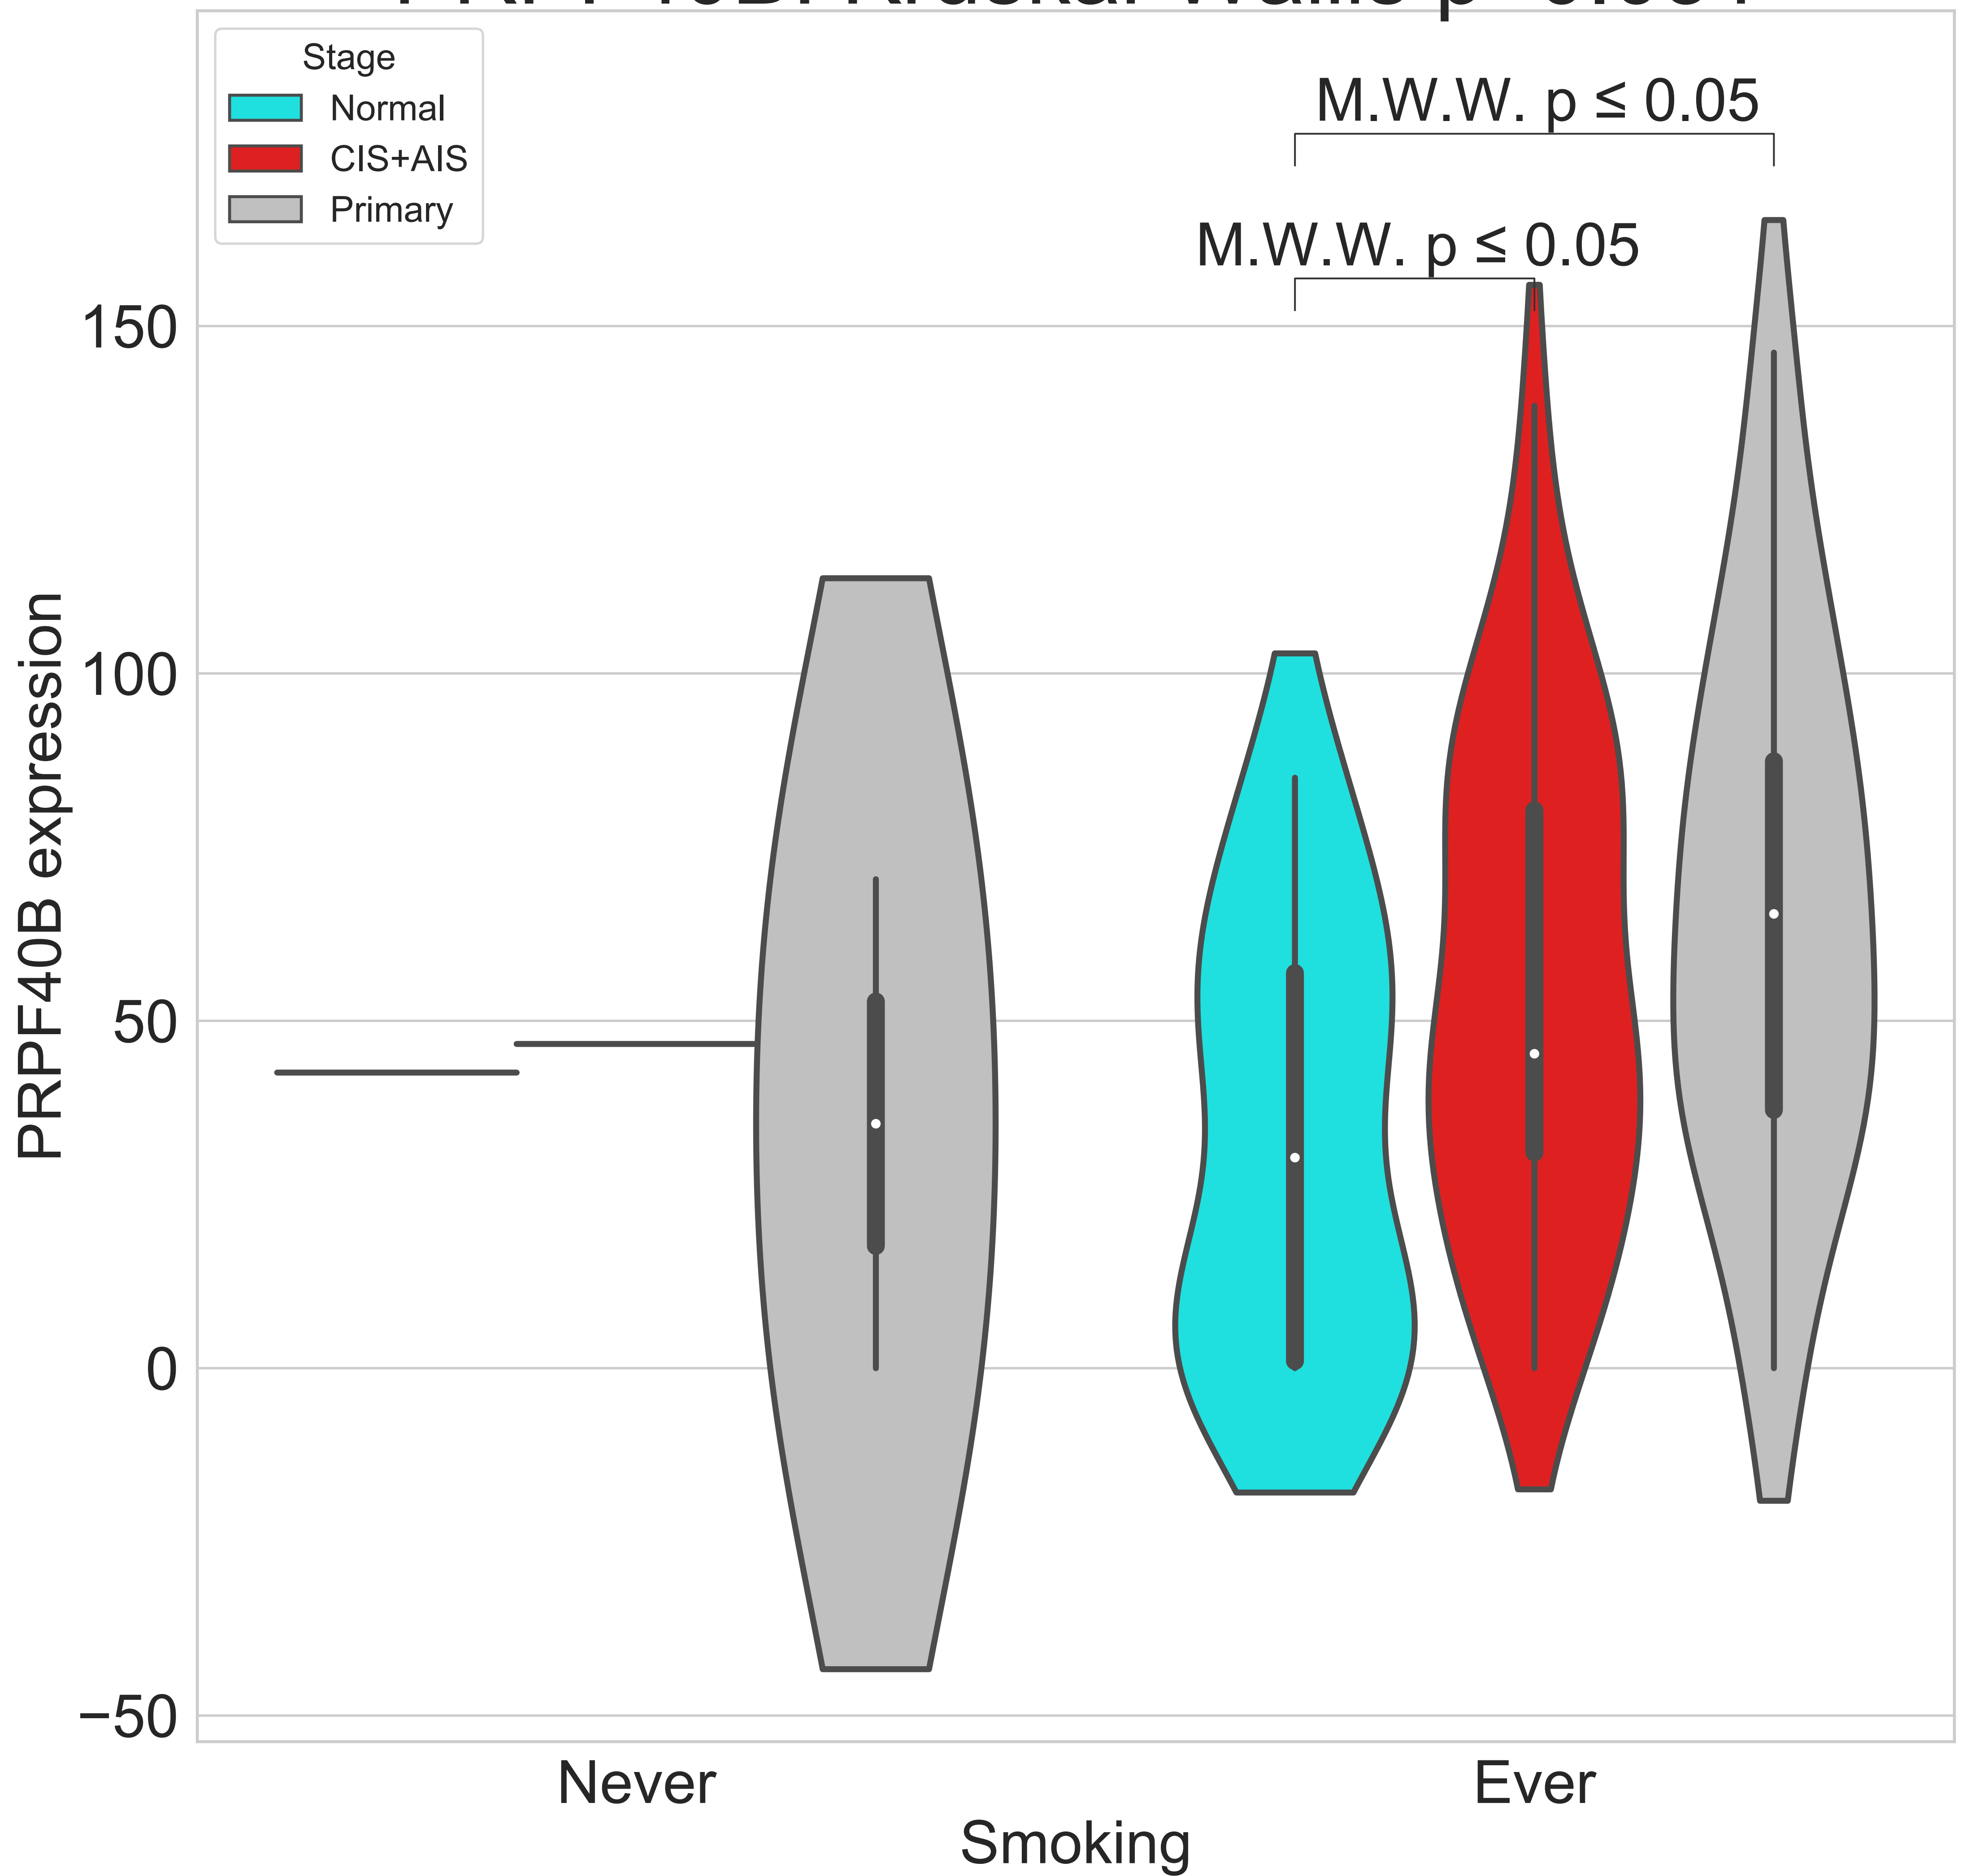 Stage
Normal
CIS+AIS
Primary
M.W.W. p ≤ 0.05
M.W.W. p ≤ 0.05
150
100
50
0
−50
PRPF40B expression
Never
Ever
Smoking